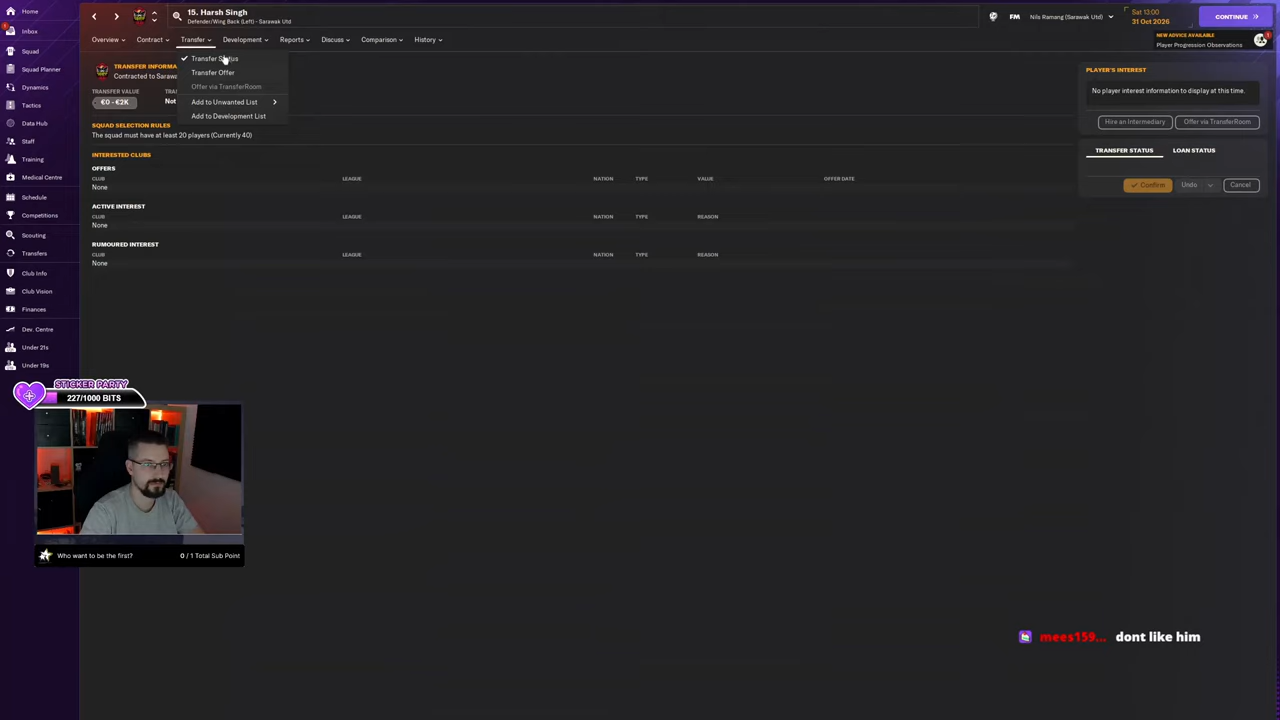 Home
15. Harsh Singh
Defender/Wing Back (Left) - Sarawak Utd
FM
Nils Ramang (Sarawak Utd)
Sat 13:00
31 Oct 2026
CONTINUE
Inbox
Overview
Contract
Transfer
Development
Reports
Discuss
Comparison
History
NEW ADVICE AVAILABLE
Player Progression Observations
1
Squad
Squad Planner
Dynamics
Tactics
Data Hub
Staff
Training
Medical Centre
Schedule
Competitions
Scouting
Transfers
Club Info
Club Vision
Finances
Dev. Centre
Under 21s
Under 19s
TRANSFER INFORMA
Contracted to Sarawa
TRANSFER VALUE
TRA
€0 - €2K
Not
Transfer Status
Transfer Offer
Offer via TransferRoom
Add to Unwanted List
Add to Development List
SQUAD SELECTION RULES
The squad must have at least 20 players (Currently 40)
INTERESTED CLUBS
OFFERS
CLUB LEAGUE NATION TYPE VALUE OFFER DATE
None
ACTIVE INTEREST
CLUB LEAGUE NATION TYPE REASON
None
RUMOURED INTEREST
CLUB LEAGUE NATION TYPE REASON
None
PLAYER'S INTEREST
No player interest information to display at this time.
Hire an Intermediary
Offer via TransferRoom
TRANSFER STATUS
LOAN STATUS
Confirm
Undo
Cancel
STICKER PARTY
227/1000 BITS
Who want to be the first?
0 / 1 Total Sub Point
mees159... dont like him